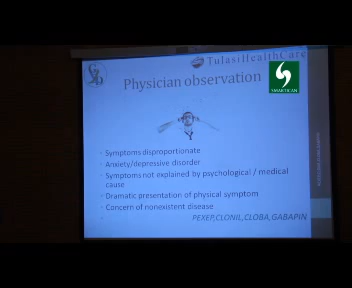 TulasiHealthCare
Physician observation
Symptoms disproportionate
Anxiety/depressive disorder
Symptoms not explained by psychological / medical
cause
Dramatic presentation of physical symptom
Concern of nonexistent disease
PEXEP,CLONIL,CLOBA,GABAPIN